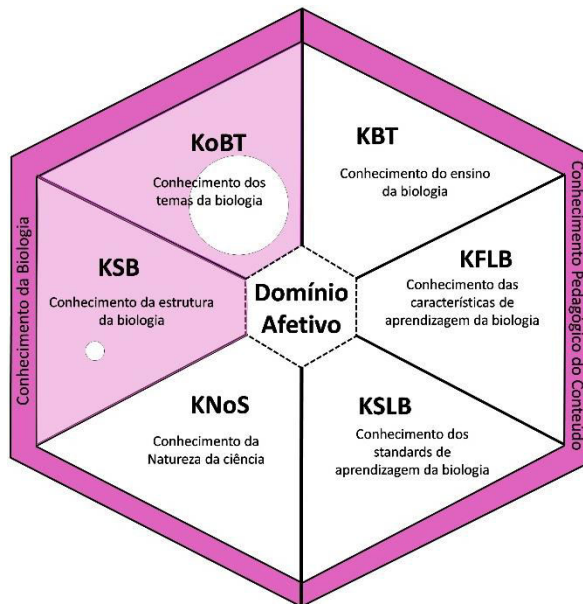 KoBT
Conhecimento dos
temas da biologia
KBT
Conhecimento do ensino
da biologia
KSB
Conhecimento da estrutura
da biologia
Domínio
Afetivo
KFLB
Conhecimento das
características de
aprendizagem da biologia
KNoS
Conhecimento da
Natureza da ciência
KSLB
Conhecimento dos
standards de
aprendizagem da biologia
Conhecimento da Biologia
Conhecimento Pedagógico do Conteúdo